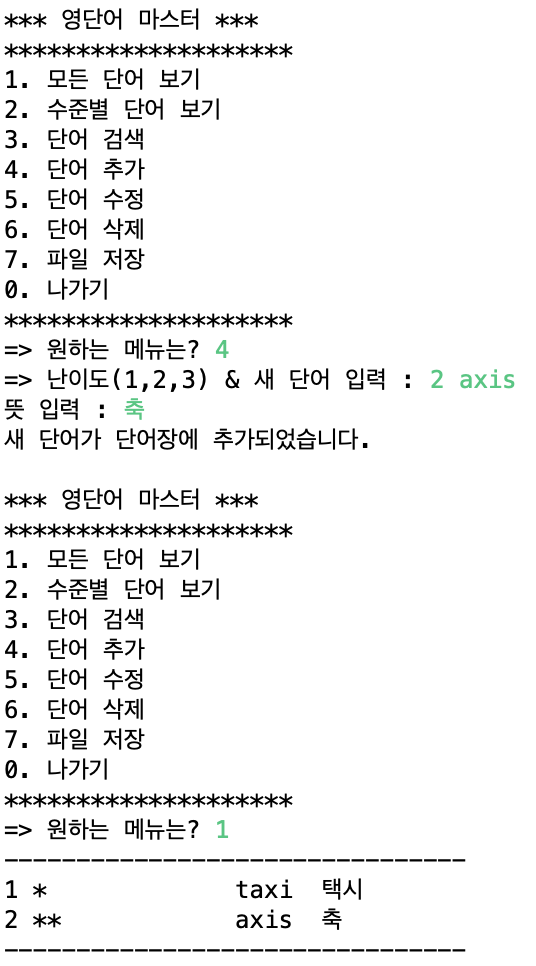 *** 영단어 마스터 ***
********************
1. 모든 단어 보기
2. 수준별 단어 보기
3. 단어 검색
4. 단어 추가
5. 단어 수정
6. 단어 삭제
7. 파일 저장
0. 나가기
********************
=> 원하는 메뉴는? 4
=> 난이도(1,2,3) & 새 단어 입력 : 2 axis
뜻 입력 : 축
새 단어가 단어장에 추가되었습니다.

*** 영단어 마스터 ***
********************
1. 모든 단어 보기
2. 수준별 단어 보기
3. 단어 검색
4. 단어 추가
5. 단어 수정
6. 단어 삭제
7. 파일 저장
0. 나가기
********************
=> 원하는 메뉴는? 1
--------------------------------
1 *             taxi  택시
2 **            axis  축
--------------------------------